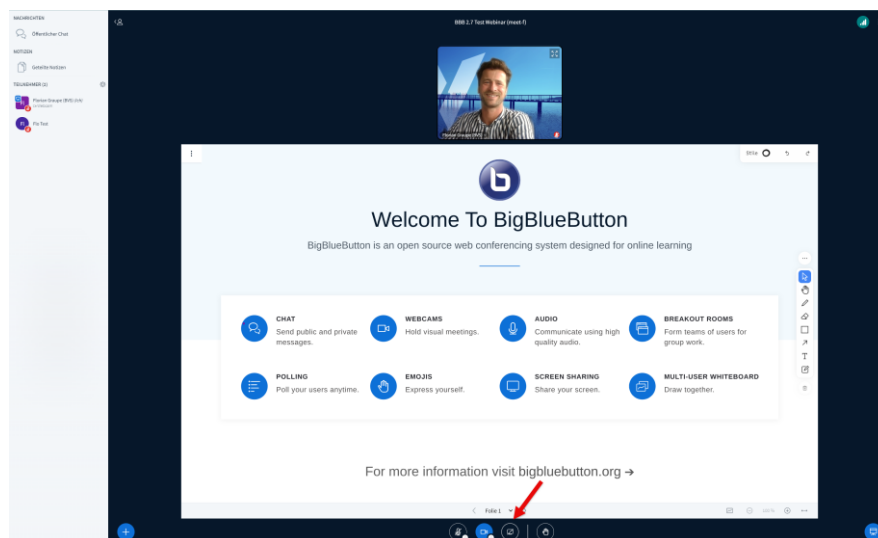 NACHRICHTEN
Öffentlicher Chat
NOTIZEN
Geteilte Notizen
TEILNEHMER (2)
Pia Test
BBB 2.7 Test Webinar (meet-f)
Stile
Welcome To BigBlueButton
BigBlueButton is an open source web conferencing system designed for online learning
CHAT
Send public and private
messages.
WEBCAMS
Hold visual meetings.
AUDIO
Communicate using high
quality audio.
BREAKOUT ROOMS
Form teams of users for
group work.
POLLING
Poll your users anytime.
EMOJIS
Express yourself.
SCREEN SHARING
Share your screen.
MULTI-USER WHITEBOARD
Draw together.
For more information visit bigbluebutton.org →
Folie 1